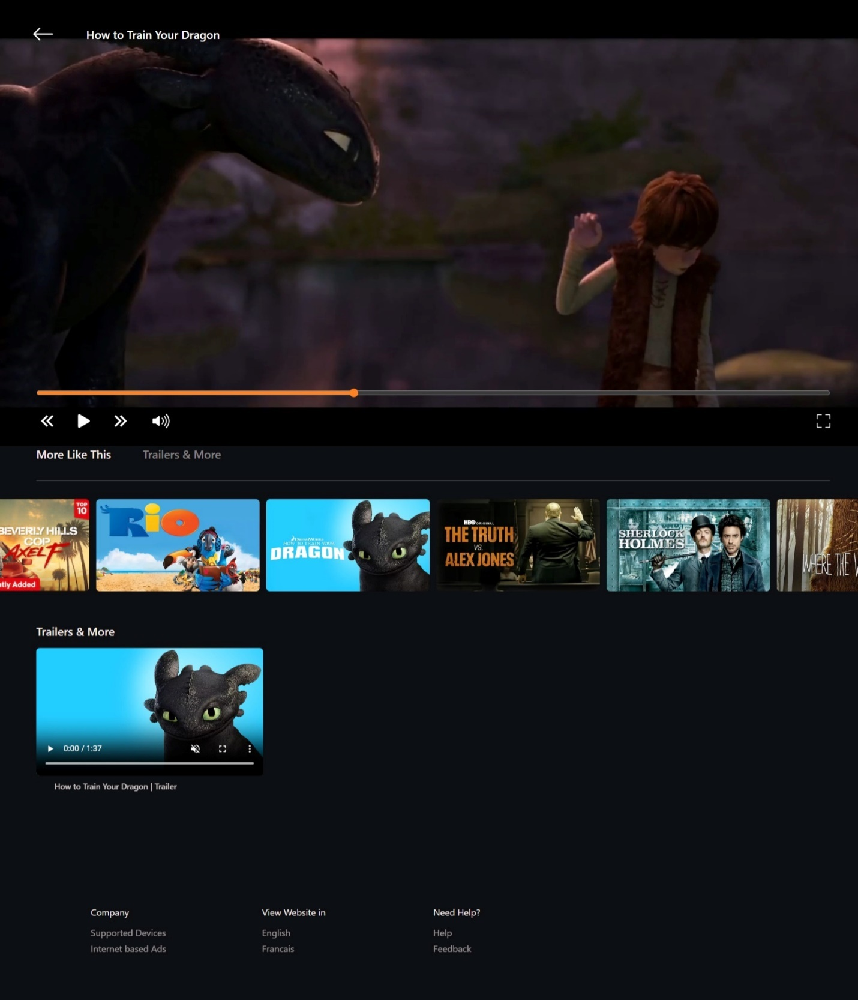 How to Train Your Dragon
More Like This
Trailers & More
TOP
10
BEVERLY HILLS
COP
AXEL F
tly Added
Rio
DREAMWORKS
HOW TO TRAIN YOUR
DRAGON
HBO ORIGINAL
THE TRUTH
VS.
ALEX JONES
SHERLOCK
HOLMES
WHERE THE
Trailers & More
0:00 / 1:37
How to Train Your Dragon | Trailer
Company
Supported Devices
Internet based Ads
View Website in
English
Francais
Need Help?
Help
Feedback